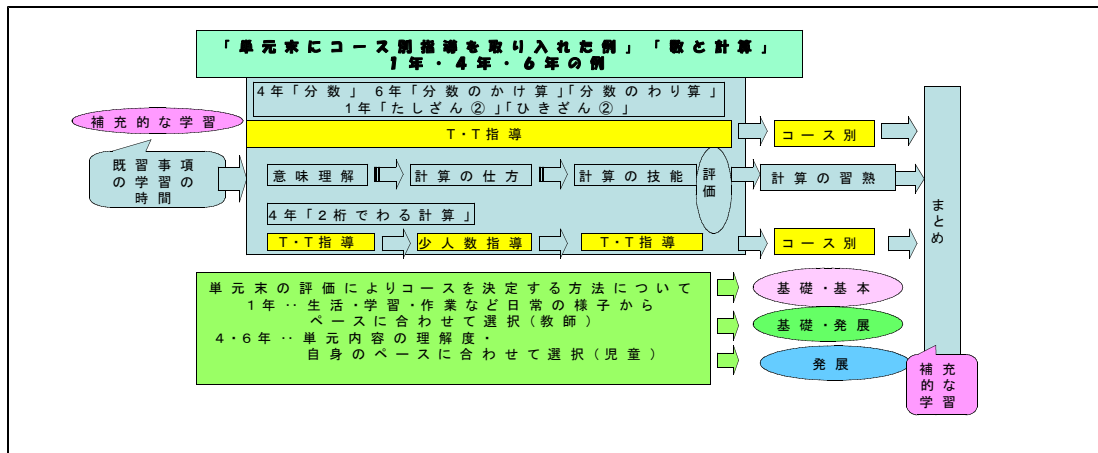 「単元末にコース別指導を取り入れた例」「数と計算」
1年・4年・6年の例
4年「分数」 6年「分数のかけ算」「分数のわり算」
1年「たしざん②」「ひきざん②」
補充的な学習
T・T指導
コース別
既習事項
の学習の
時間
意味理解
計算の仕方
計算の技能
評
価
計算の習熟
ま
と
め
4年「2桁でわる計算」
T・T指導
少人数指導
T・T指導
コース別
単元末の評価によりコースを決定する方法について
1年‥生活・学習・作業など日常の様子から
ペースに合わせて選択(教師)
4・6年‥単元内容の理解度・
自身のペースに合わせて選択(児童)
基礎・基本
基礎・発展
発展
補充
的な
学習